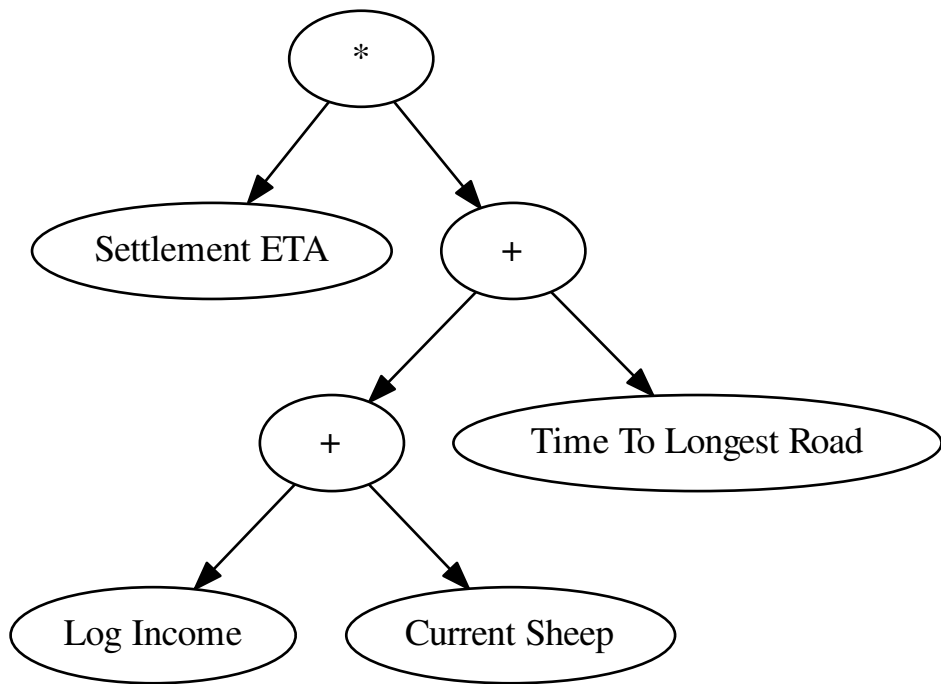 *
Settlement ETA
+
+
Time To Longest Road
Log Income
Current Sheep